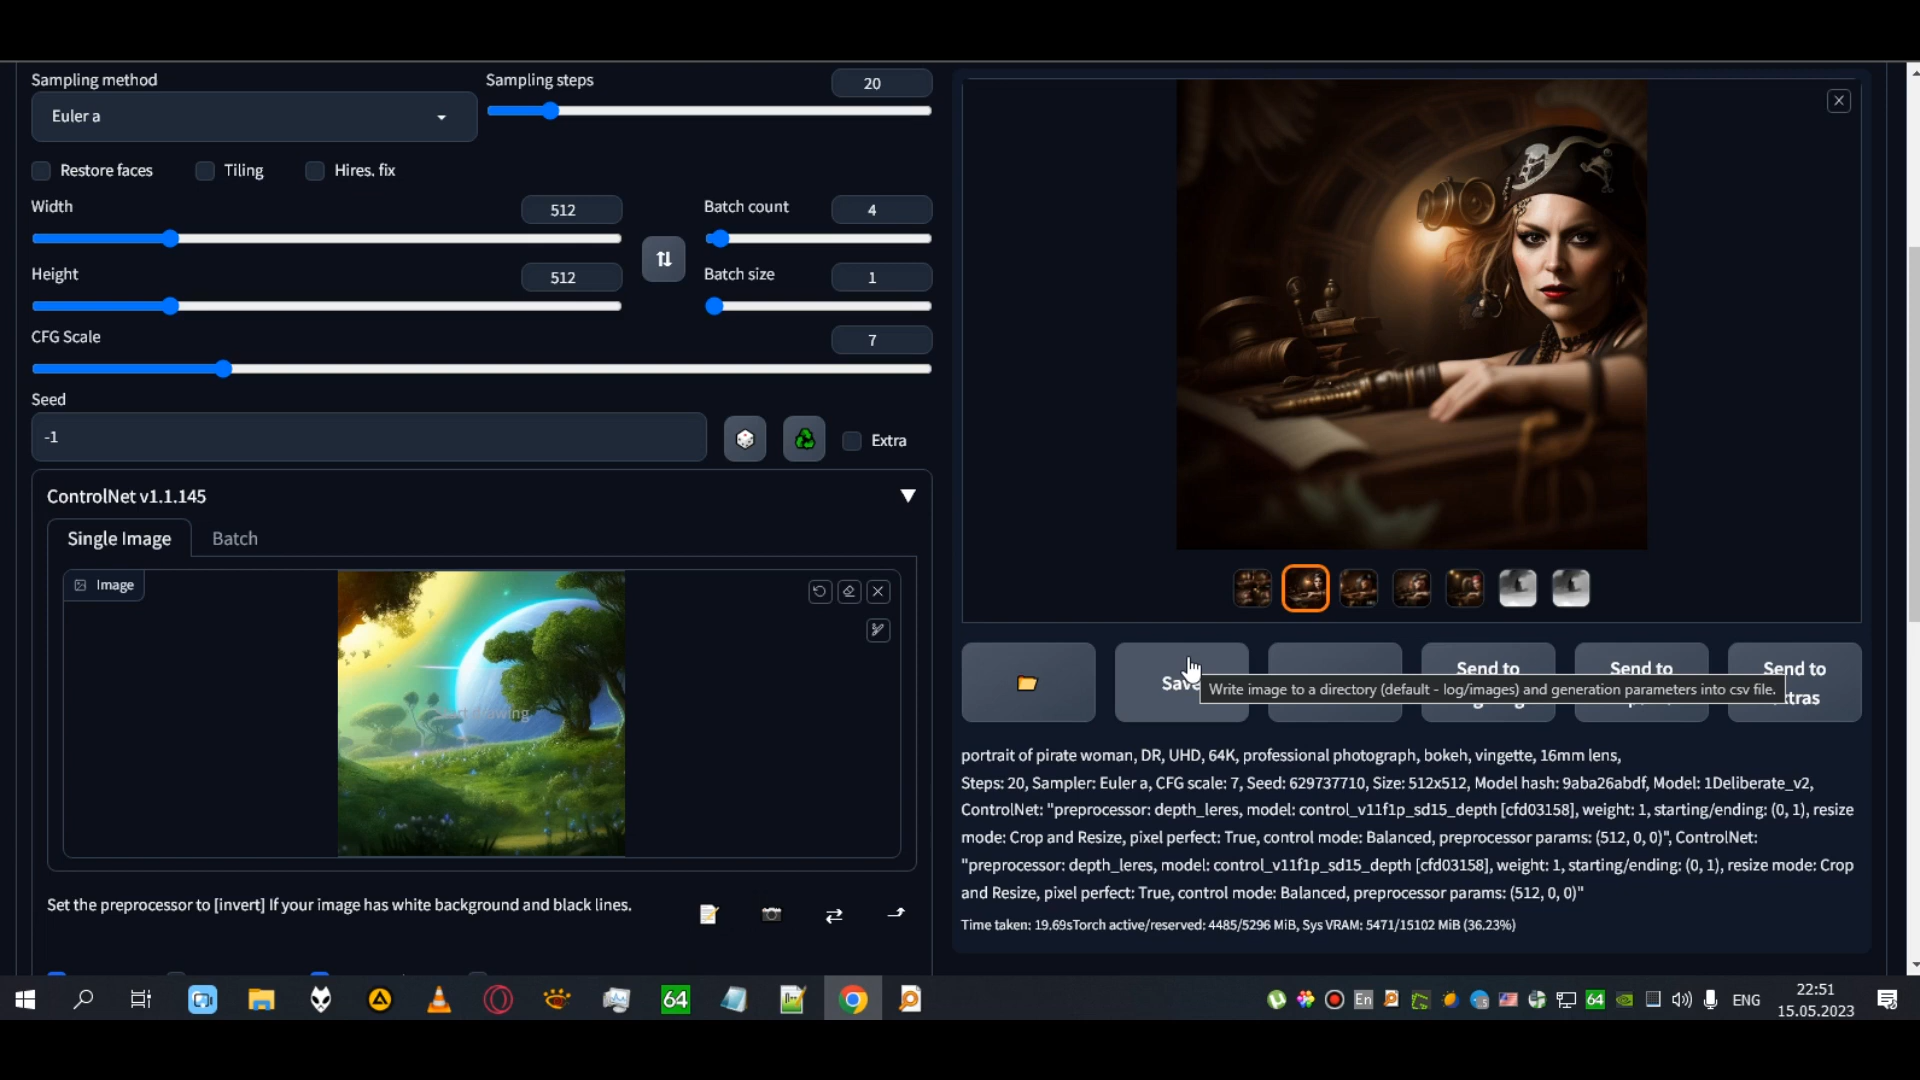 Sampling method
Euler a
Sampling steps
20
Restore faces
Tiling
Hires. fix
Width
512
Batch count
4
Height
512
Batch size
1
CFG Scale
7
Seed
-1
Extra
ControlNet v1.1.145
Single Image
Batch
Image
Set the preprocessor to [invert] If your image has white background and black lines.
Save
Send to
Send to
Send to
Write image to a directory (default - log/images) and generation parameters into csv file.
portrait of pirate woman, DR, UHD, 64K, professional photograph, bokeh, vingette, 16mm lens,
Steps: 20, Sampler: Euler a, CFG scale: 7, Seed: 629737710, Size: 512x512, Model hash: 9aba26abdf, Model: 1Deliberate_v2,
ControlNet: "preprocessor: depth_leres, model: control_v11f1p_sd15_depth [cfd03158], weight: 1, starting/ending: (0, 1), resize
mode: Crop and Resize, pixel perfect: True, control mode: Balanced, preprocessor params: (512, 0, 0)", ControlNet:
"preprocessor: depth_leres, model: control_v11f1p_sd15_depth [cfd03158], weight: 1, starting/ending: (0, 1), resize mode: Crop
and Resize, pixel perfect: True, control mode: Balanced, preprocessor params: (512, 0, 0)"
Time taken: 19.69sTorch active/reserved: 4485/5296 MiB, Sys VRAM: 5471/15102 MiB (36.23%)
64
En
64
ENG
22:51
15.05.2023